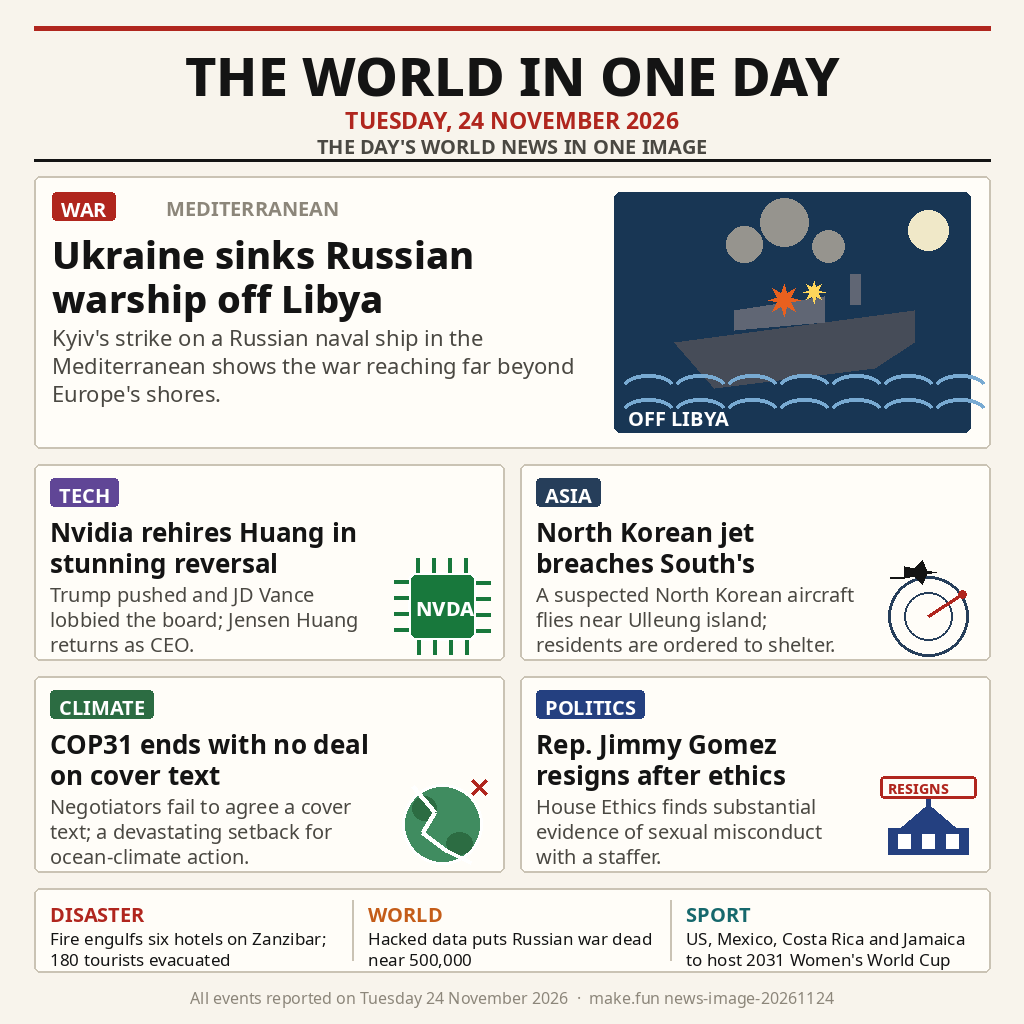 THE WORLD IN ONE DAY
TUESDAY, 24 NOVEMBER 2026
THE DAY'S WORLD NEWS IN ONE IMAGE
WAR
MEDITERRANEAN
Ukraine sinks Russian
warship off Libya
Kyiv's strike on a Russian naval ship in the
Mediterranean shows the war reaching far beyond
Europe's shores.
OFF LIBYA
TECH
Nvidia rehires Huang in
stunning reversal
Trump pushed and JD Vance
lobbied the board; Jensen Huang
returns as CEO.
NVDA
ASIA
North Korean jet
breaches South's
A suspected North Korean aircraft
flies near Ulleung island;
residents are ordered to shelter.
CLIMATE
COP31 ends with no deal
on cover text
Negotiators fail to agree a cover
text; a devastating setback for
ocean-climate action.
POLITICS
Rep. Jimmy Gomez
resigns after ethics
House Ethics finds substantial
evidence of sexual misconduct
with a staffer.
RESIGNS
DISASTER
Fire engulfs six hotels on Zanzibar;
180 tourists evacuated
WORLD
Hacked data puts Russian war dead
near 500,000
SPORT
US, Mexico, Costa Rica and Jamaica
to host 2031 Women's World Cup
All events reported on Tuesday 24 November 2026 · make.fun news-image-20261124